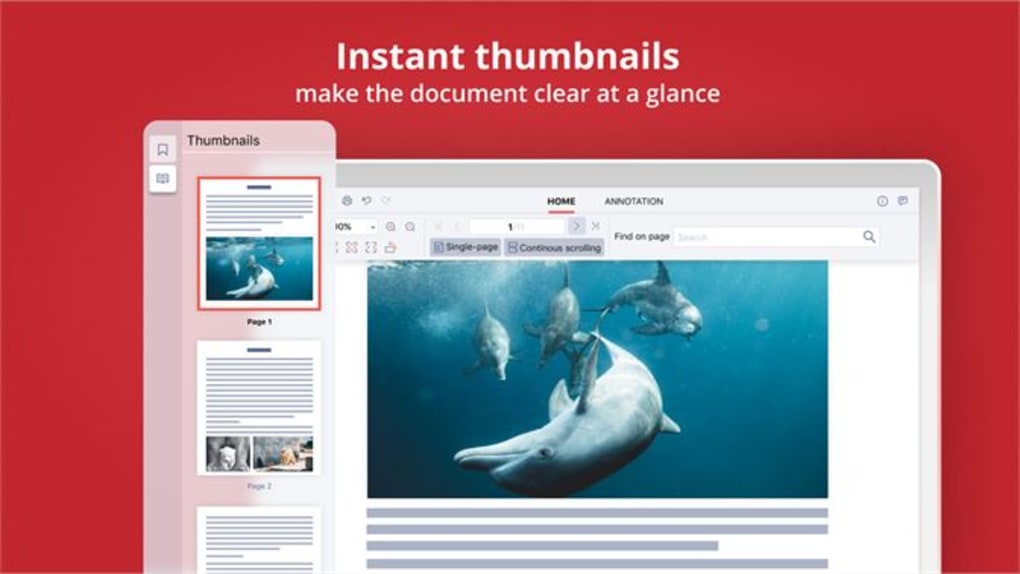 Instant thumbnails
make the document clear at a glance
Thumbnails
HOME ANNOTATION
1/11
Single-page Continous scrolling
Find on page Search
Page 1
Page 2